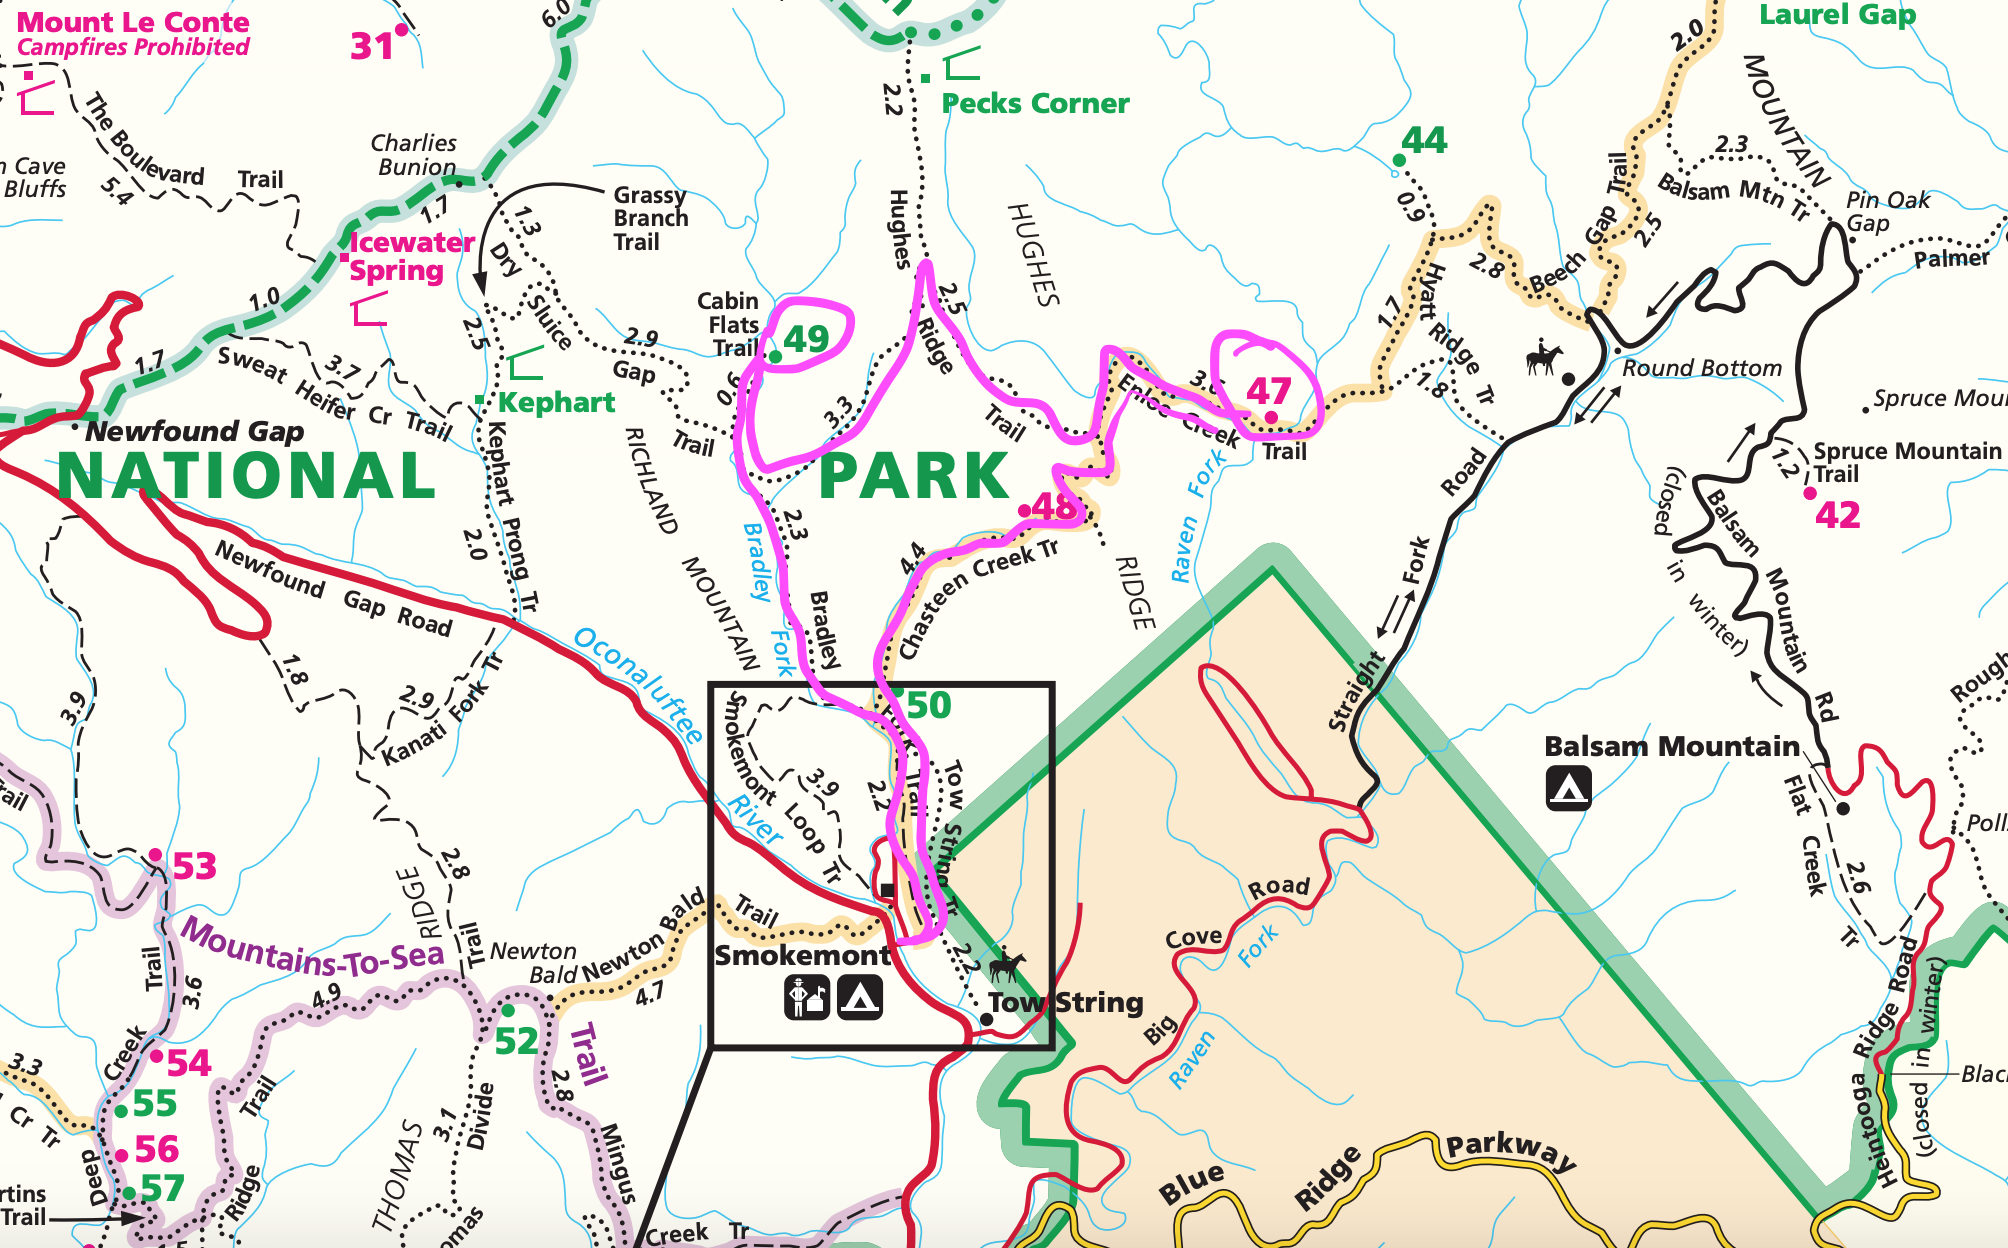 Mount Le Conte
Campfires Prohibited
31
6.0
The Boulevard Trail
5.4
n Cave
Bluffs
Charlies
Bunion
1.7
Icewater
Spring
1.0
1.7
Sweat Heifer Cr Trail
3.7
Newfound Gap
NATIONAL PARK
Newfound Gap Road
Grassy
Branch
Trail
1.3
Dry Sluice Gap Trail
2.9
2.5
Kephart
Kephart Prong Tr
2.0
Pecks Corner
2.2
Hughes Ridge Trail
2.5
HUGHES RIDGE
Cabin
Flats
Trail
49
0.6
3.3
RICHLAND MOUNTAIN
Bradley Fork
2.3
Bradley Fork Trail
2.2
4.4
Chasteen Creek Tr
48
Enloe Creek Trail
47
Raven Fork
44
0.9
1.7
Hyatt Ridge Tr
1.8
2.8
Beech Gap Trail
2.5
2.0
Laurel Gap
MOUNTAIN
2.3
Balsam Mtn Tr
Pin Oak
Gap
Palmer
Round Bottom
Spruce Moun
Spruce Mountain
Trail
1.2
42
(closed in winter)
Balsam Mountain Rd
Straight Fork Road
Oconaluftee River
1.8
2.9
Kanati Fork Tr
3.9
2.8
RIDGE
Trail
50
Smokemont Loop Tr
3.9
Tow String Tr
2.2
Smokemont
Tow String
Newton
Bald
Newton Bald Trail
4.7
rail
53
Mountains-To-Sea Trail
4.9
52
Trail
3.6
Deep Creek
54
55
56
57
3.3
Cr Tr
rtins
Trail
Ridge Trail
THOMAS
3.1
Divide
omas
2.8
Mingus
Creek Tr
Big Cove Road
Raven Fork
Blue Ridge Parkway
Balsam Mountain
Flat Creek Tr
2.6
Rough
Poll
Heintooga Ridge Road
(closed in winter)
Blac